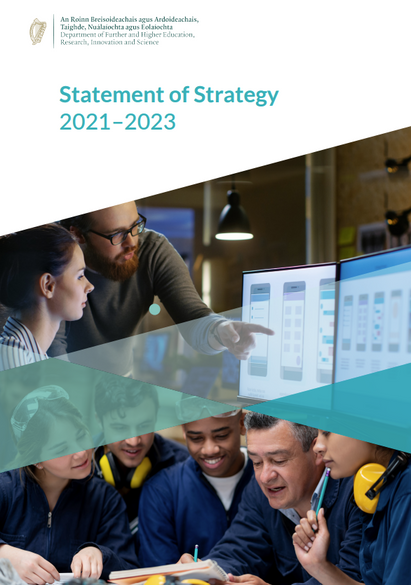 An Roinn Breisoideachais agus Ardoideachais,
Taighde, Nuálaíochta agus Eolaíochta
Department of Further and Higher Education,
Research, Innovation and Science
Statement of Strategy
2021–2023